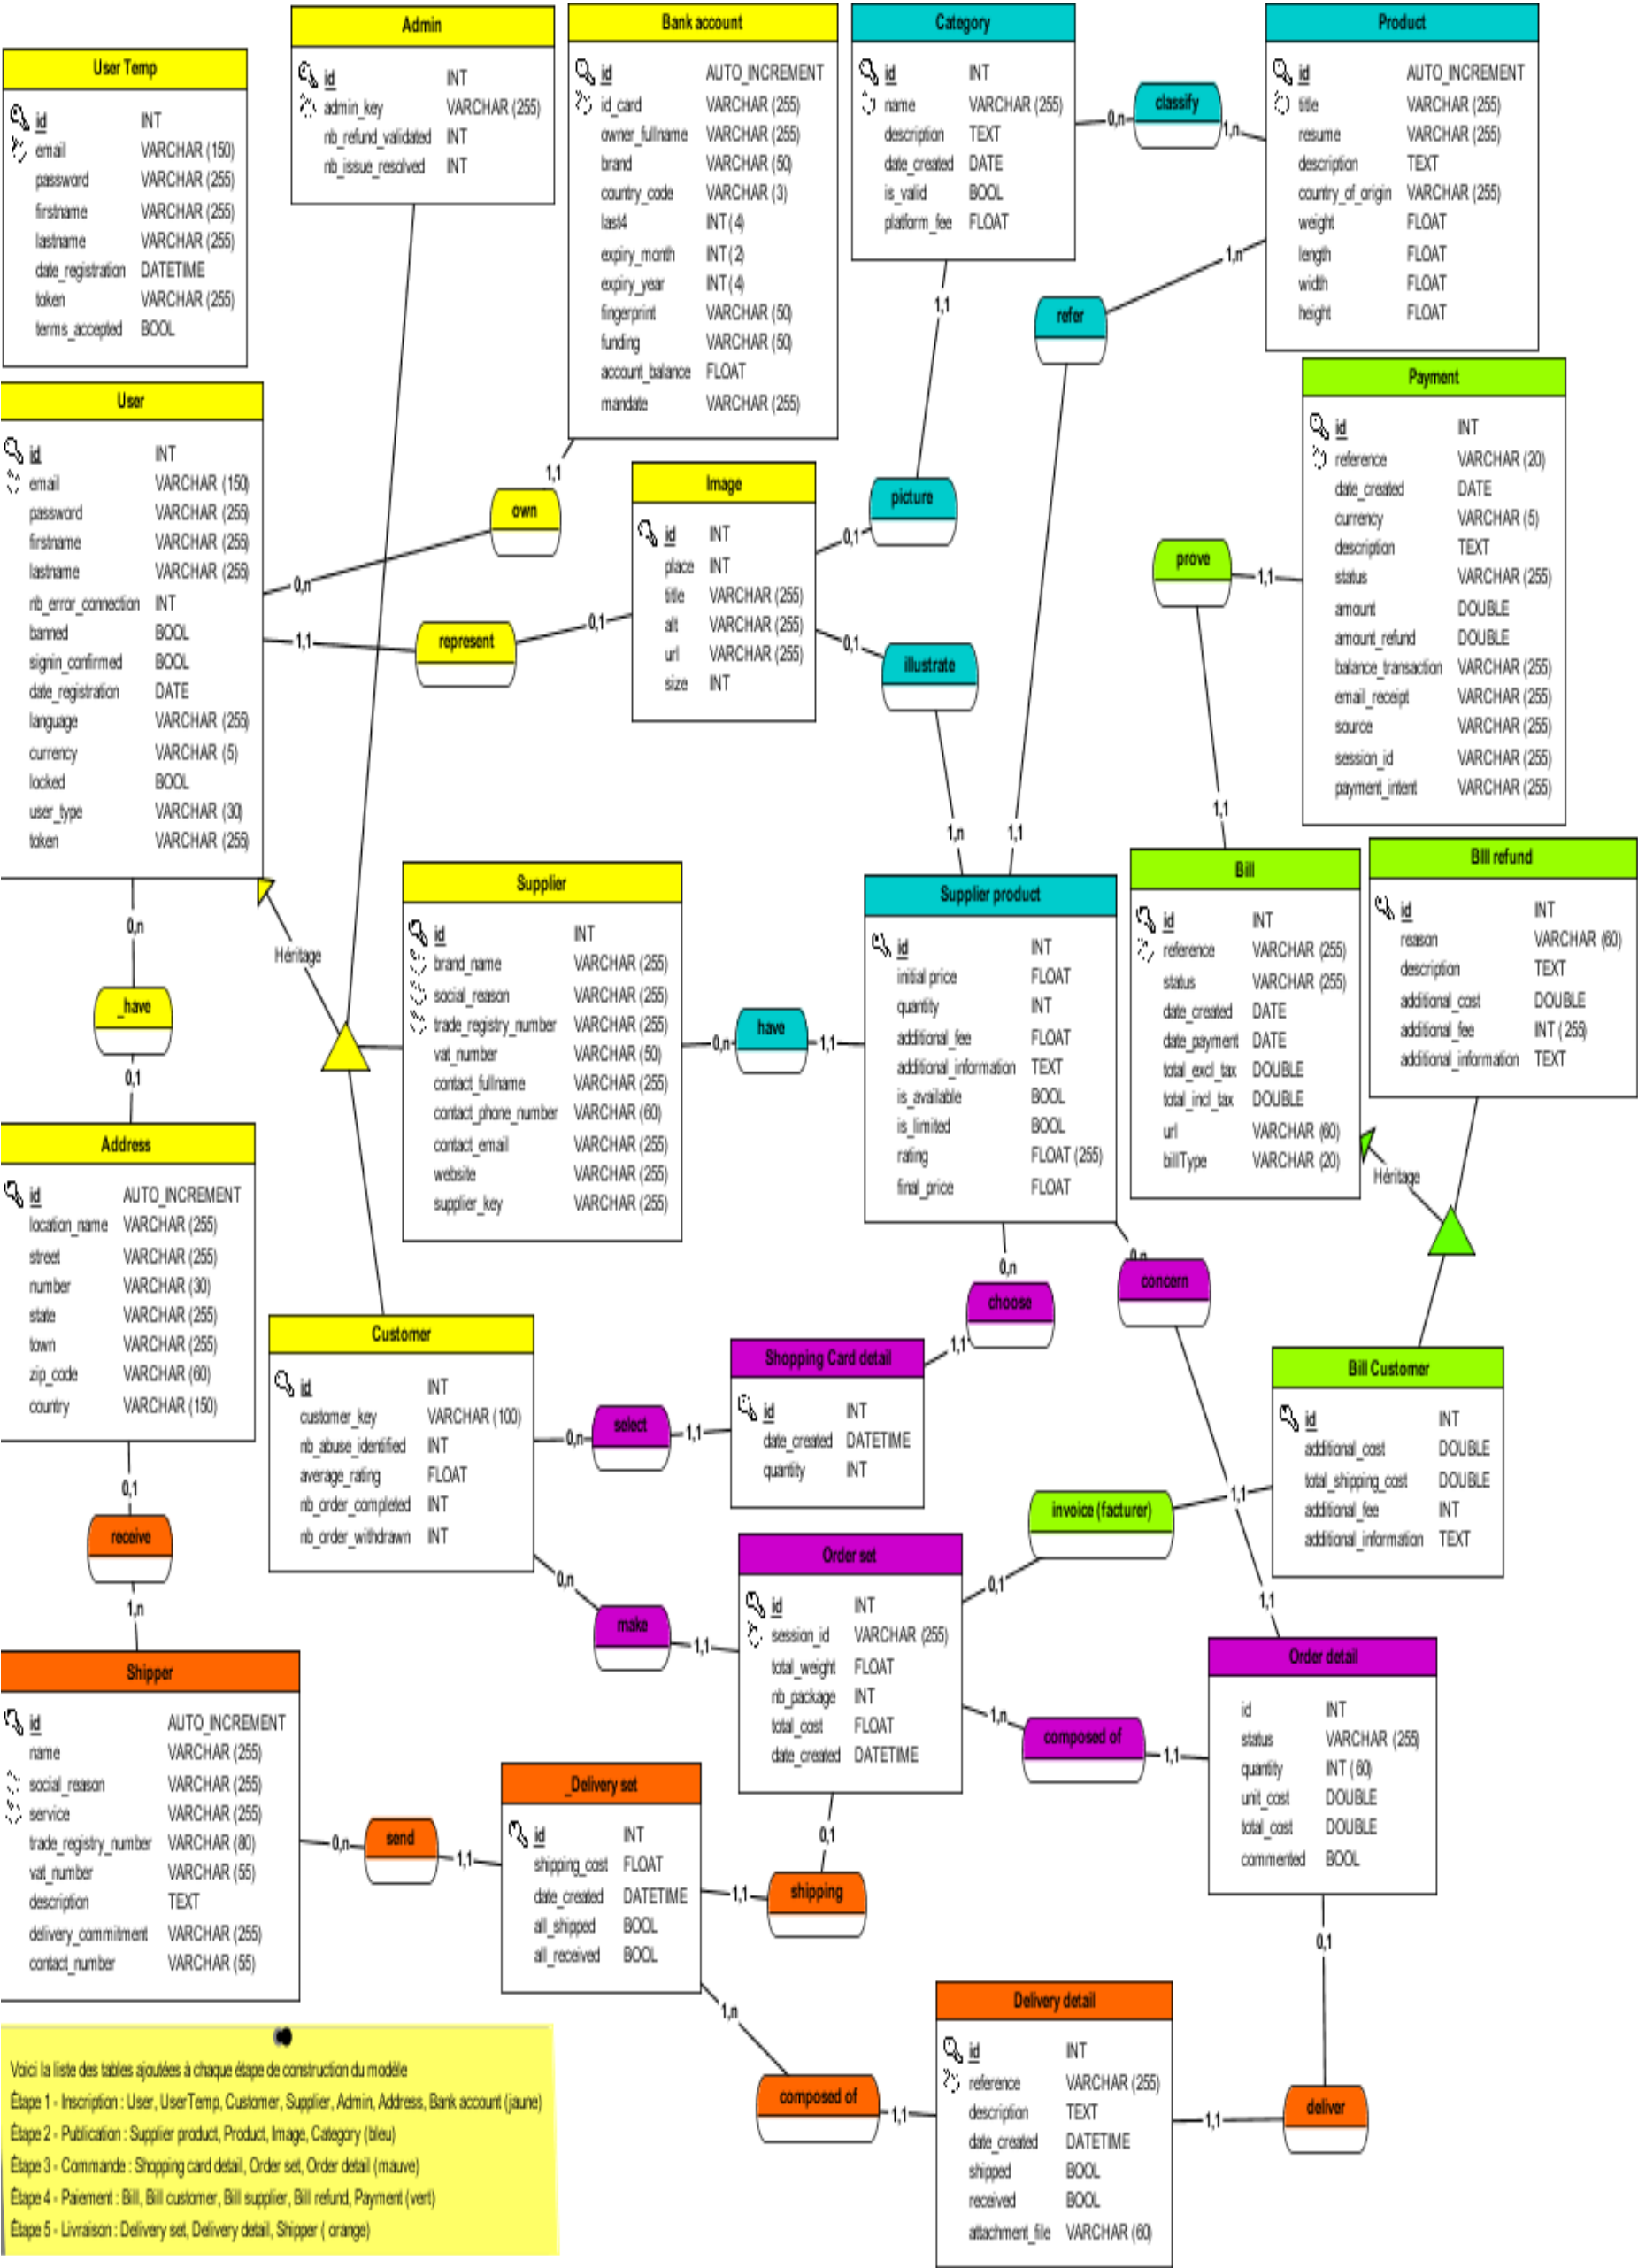 User Temp
id INT
email VARCHAR (150)
password VARCHAR (255)
firstname VARCHAR (255)
lastname VARCHAR (255)
date_registration DATETIME
token VARCHAR (255)
terms_accepted BOOL
Admin
id INT
admin_key VARCHAR (255)
nb_refund_validated INT
nb_issue_resolved INT
Bank account
id AUTO_INCREMENT
id_card VARCHAR (255)
owner_fullname VARCHAR (255)
brand VARCHAR (50)
country_code VARCHAR (3)
last4 INT (4)
expiry_month INT (2)
expiry_year INT (4)
fingerprint VARCHAR (50)
funding VARCHAR (50)
account_balance FLOAT
mandate VARCHAR (255)
Category
id INT
name VARCHAR (255)
description TEXT
date_created DATE
is_valid BOOL
platform_fee FLOAT
0,n
classify
1,n
Product
id AUTO_INCREMENT
title VARCHAR (255)
resume VARCHAR (255)
description TEXT
country_of_origin VARCHAR (255)
weight FLOAT
length FLOAT
width FLOAT
height FLOAT
1,n
refer
1,1
User
id INT
email VARCHAR (150)
password VARCHAR (255)
firstname VARCHAR (255)
lastname VARCHAR (255)
nb_error_connection INT
banned BOOL
signin_confirmed BOOL
date_registration DATE
language VARCHAR (255)
currency VARCHAR (5)
locked BOOL
user_type VARCHAR (30)
token VARCHAR (255)
1,1
own
0,n
1,1
represent
0,1
Image
id INT
place INT
title VARCHAR (255)
alt VARCHAR (255)
url VARCHAR (255)
size INT
picture
0,1
0,1
illustrate
1,n
1,1
Payment
id INT
reference VARCHAR (20)
date_created DATE
currency VARCHAR (5)
description TEXT
status VARCHAR (255)
amount DOUBLE
amount_refund DOUBLE
balance_transaction VARCHAR (255)
email_receipt VARCHAR (255)
source VARCHAR (255)
session_id VARCHAR (255)
payment_intent VARCHAR (255)
prove
1,1
1,1
0,n
Héritage
_have
0,1
Supplier
id INT
brand_name VARCHAR (255)
social_reason VARCHAR (255)
trade_registry_number VARCHAR (255)
vat_number VARCHAR (50)
contact_fullname VARCHAR (255)
contact_phone_number VARCHAR (60)
contact_email VARCHAR (255)
website VARCHAR (255)
supplier_key VARCHAR (255)
0,n
have
1,1
Supplier product
id INT
initial price FLOAT
quantity INT
additional_fee FLOAT
additional_information TEXT
is_available BOOL
is_limited BOOL
rating FLOAT (255)
final_price FLOAT
Bill
id INT
reference VARCHAR (255)
status VARCHAR (255)
date_created DATE
date_payment DATE
total_excl_tax DOUBLE
total_incl_tax DOUBLE
url VARCHAR (60)
billType VARCHAR (20)
Bill refund
id INT
reason VARCHAR (60)
description TEXT
additional_cost DOUBLE
additional_fee INT (255)
additional_information TEXT
Héritage
Address
id AUTO_INCREMENT
location_name VARCHAR (255)
street VARCHAR (255)
number VARCHAR (30)
state VARCHAR (255)
town VARCHAR (255)
zip_code VARCHAR (60)
country VARCHAR (150)
0,1
receive
1,n
Customer
id INT
customer_key VARCHAR (100)
nb_abuse_identified INT
average_rating FLOAT
nb_order_completed INT
nb_order_withdrawn INT
0,n
select
1,1
Shopping Card detail
id INT
date_created DATETIME
quantity INT
0,n
choose
1,1
0,n
concern
1,1
Bill Customer
id INT
additional_cost DOUBLE
total_shipping_cost DOUBLE
additional_fee INT
additional_information TEXT
invoice (facturer)
1,1
0,1
0,n
make
1,1
Order set
id INT
session_id VARCHAR (255)
total_weight FLOAT
nb_package INT
total_cost FLOAT
date_created DATETIME
1,n
composed of
1,1
Order detail
id INT
status VARCHAR (255)
quantity INT (60)
unit_cost DOUBLE
total_cost DOUBLE
commented BOOL
Shipper
id AUTO_INCREMENT
name VARCHAR (255)
social_reason VARCHAR (255)
service VARCHAR (255)
trade_registry_number VARCHAR (80)
vat_number VARCHAR (55)
description TEXT
delivery_commitment VARCHAR (255)
contact_number VARCHAR (55)
0,n
send
1,1
_Delivery set
id INT
shipping_cost FLOAT
date_created DATETIME
all_shipped BOOL
all_received BOOL
0,1
1,1
shipping
1,n
composed of
1,1
Delivery detail
id INT
reference VARCHAR (255)
description TEXT
date_created DATETIME
shipped BOOL
received BOOL
attachment_file VARCHAR (60)
0,1
1,1
deliver
Voici la liste des tables ajoutées à chaque étape de construction du modèle
Étape 1 - Inscription : User, UserTemp, Customer, Supplier, Admin, Address, Bank account (jaune)
Étape 2 - Publication : Supplier product, Product, Image, Category (bleu)
Étape 3 - Commande : Shopping card detail, Order set, Order detail (mauve)
Étape 4 - Paiement : Bill, Bill customer, Bill supplier, Bill refund, Payment (vert)
Étape 5 - Livraison : Delivery set, Delivery detail, Shipper ( orange)